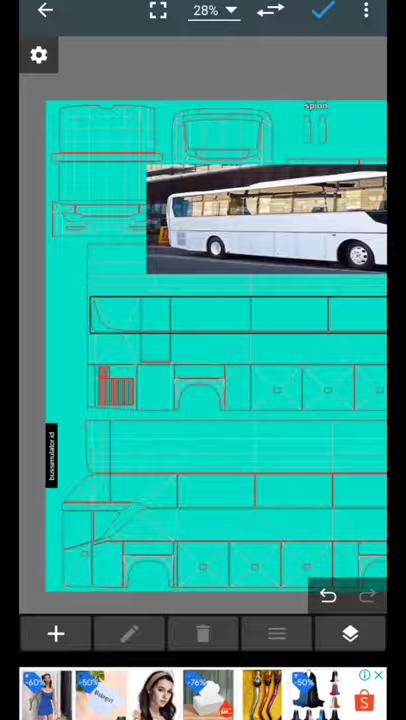 28%
spion
bussimulator.id
-60%
-50%
-76%
-50%